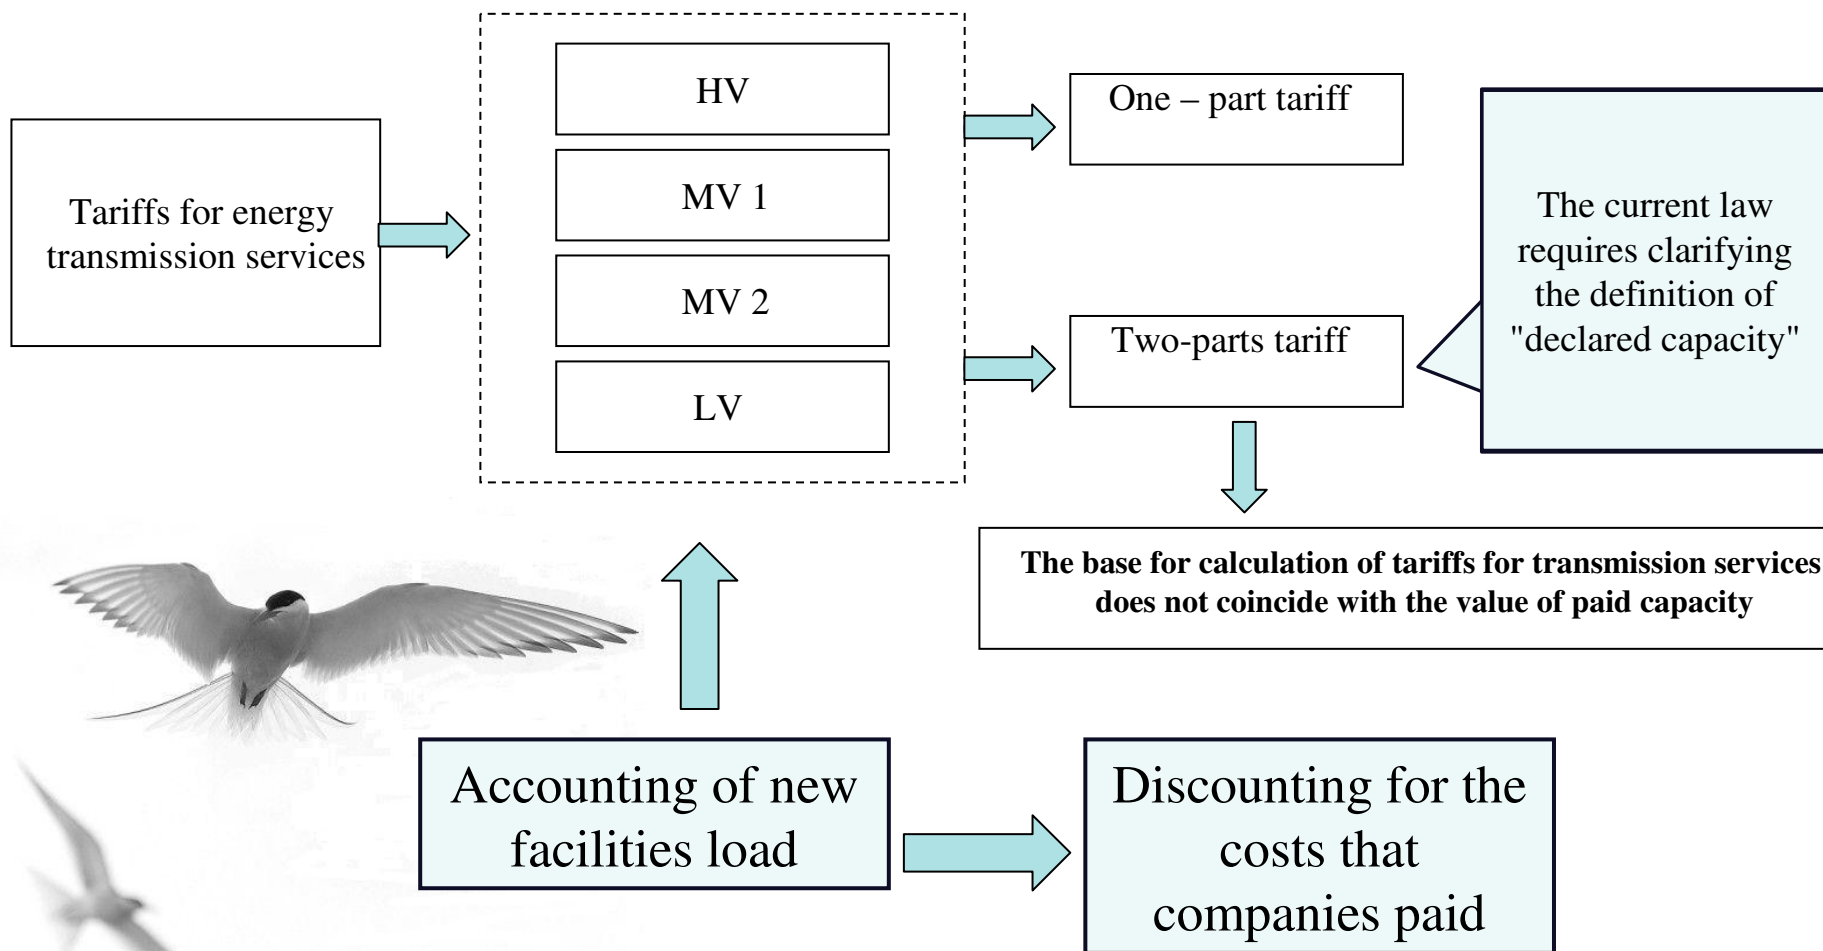 Tariffs for energy
transmission services
HV
MV 1
MV 2
LV
One – part tariff
Two-parts tariff
The current law
requires clarifying
the definition of
"declared capacity"
The base for calculation of tariffs for transmission services
does not coincide with the value of paid capacity
Accounting of new
facilities load
Discounting for the
costs that
companies paid